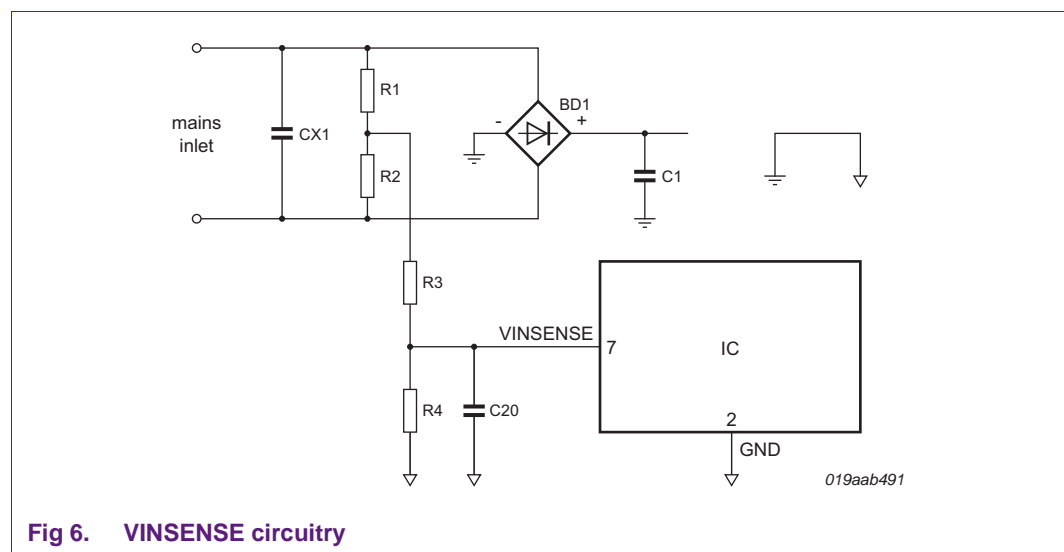 mains
inlet
CX1
R1
R2
BD1
-
+
C1
R3
VINSENSE
7
IC
R4
C20
2
GND
019aab491
Fig 6. VINSENSE circuitry